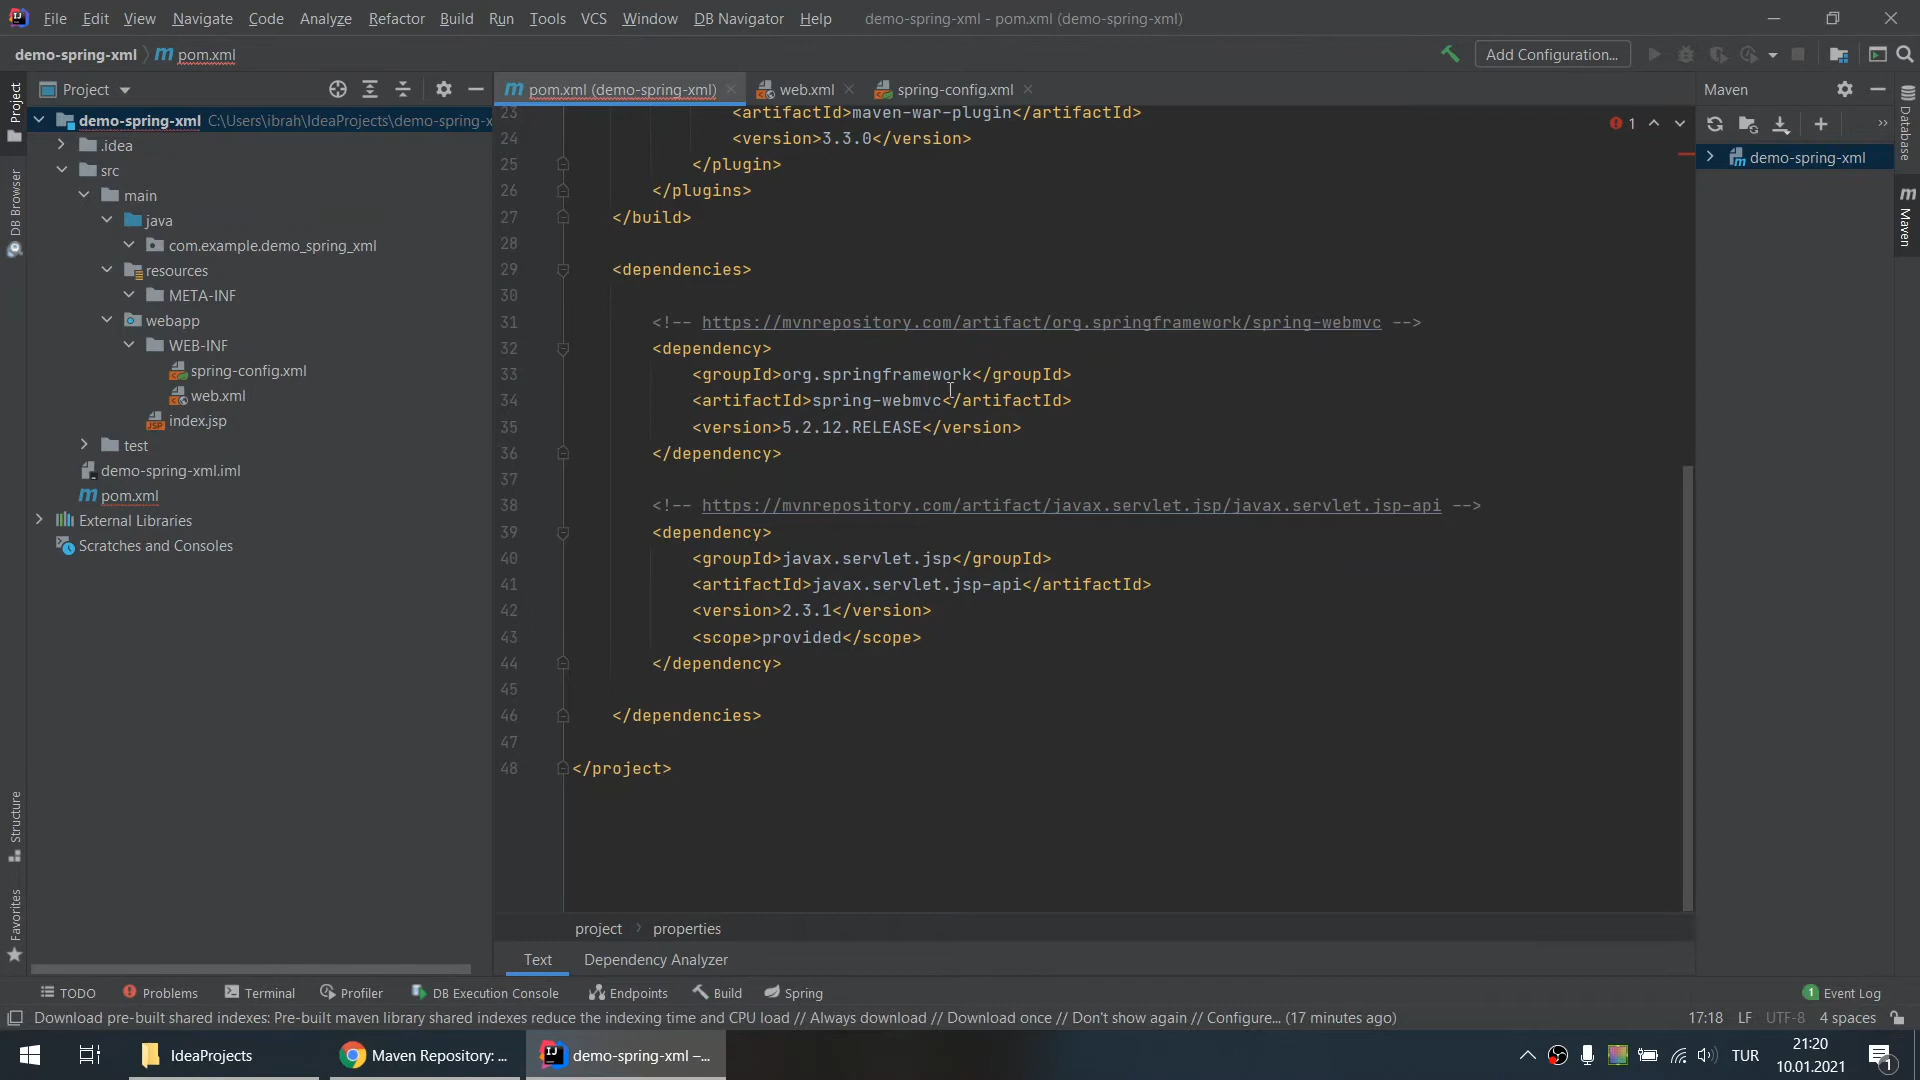 File Edit View Navigate Code Analyze Refactor Build Run Tools VCS Window DB Navigator Help demo-spring-xml - pom.xml (demo-spring-xml)
demo-spring-xml pom.xml Add Configuration...
Project pom.xml (demo-spring-xml) web.xml spring-config.xml Maven
Project
DB Browser
Structure
Favorites
demo-spring-xml C:\Users\ibrah\IdeaProjects\demo-spring-x
.idea
src
main
java
com.example.demo_spring_xml
resources
META-INF
webapp
WEB-INF
spring-config.xml
web.xml
index.jsp
test
demo-spring-xml.iml
pom.xml
External Libraries
Scratches and Consoles
23 <artifactId>maven-war-plugin</artifactId>
24 <version>3.3.0</version>
25 </plugin>
26 </plugins>
27 </build>
28
29 <dependencies>
30
31 <!-- https://mvnrepository.com/artifact/org.springframework/spring-webmvc -->
32 <dependency>
33 <groupId>org.springframework</groupId>
34 <artifactId>spring-webmvc</artifactId>
35 <version>5.2.12.RELEASE</version>
36 </dependency>
37
38 <!-- https://mvnrepository.com/artifact/javax.servlet.jsp/javax.servlet.jsp-api -->
39 <dependency>
40 <groupId>javax.servlet.jsp</groupId>
41 <artifactId>javax.servlet.jsp-api</artifactId>
42 <version>2.3.1</version>
43 <scope>provided</scope>
44 </dependency>
45
46 </dependencies>
47
48 </project>
1
demo-spring-xml
Database
Maven
project properties
Text Dependency Analyzer
TODO Problems Terminal Profiler DB Execution Console Endpoints Build Spring 1 Event Log
Download pre-built shared indexes: Pre-built maven library shared indexes reduce the indexing time and CPU load // Always download // Download once // Don't show again // Configure... (17 minutes ago) 17:18 LF UTF-8 4 spaces
IdeaProjects Maven Repository: ... demo-spring-xml –... TUR 21:20
10.01.2021 1